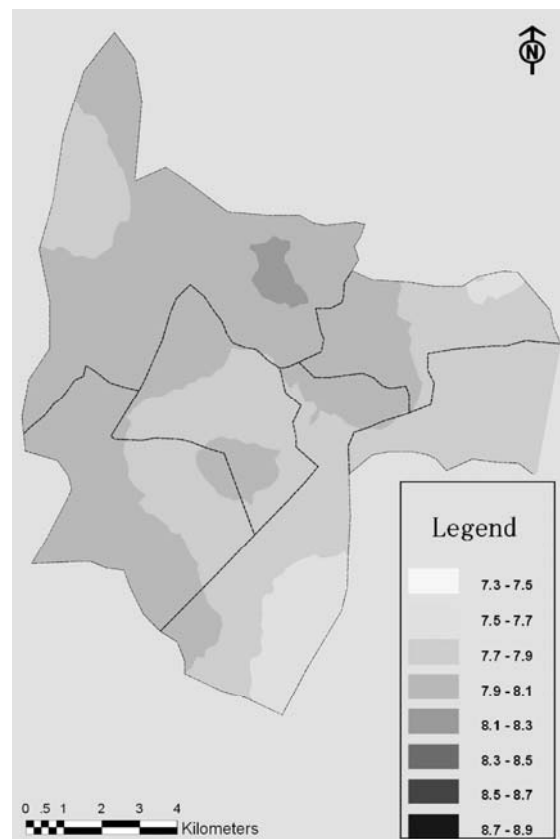 N
Legend
7.3 - 7.5
7.5 - 7.7
7.7 - 7.9
7.9 - 8.1
8.1 - 8.3
8.3 - 8.5
8.5 - 8.7
8.7 - 8.9
0 .5 1 2 3 4
Kilometers